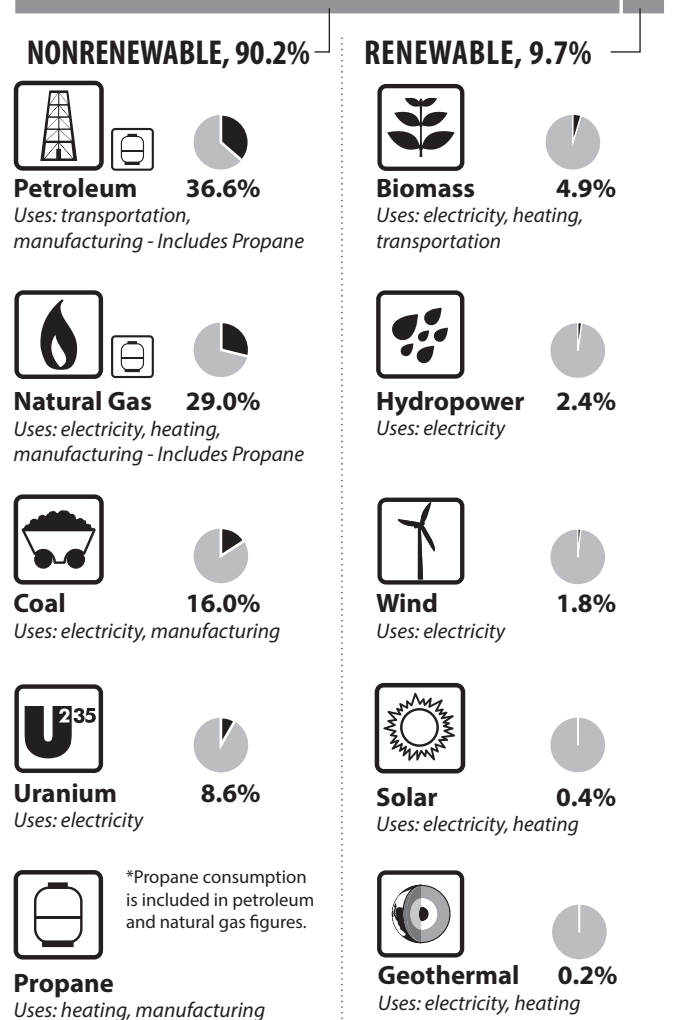 NONRENEWABLE, 90.2%
Petroleum 36.6%
Uses: transportation,
manufacturing - Includes Propane
Natural Gas 29.0%
Uses: electricity, heating,
manufacturing - Includes Propane
Coal 16.0%
Uses: electricity, manufacturing
U235
Uranium 8.6%
Uses: electricity
*Propane consumption
is included in petroleum
and natural gas figures.
Propane
Uses: heating, manufacturing
RENEWABLE, 9.7%
Biomass 4.9%
Uses: electricity, heating,
transportation
Hydropower 2.4%
Uses: electricity
Wind 1.8%
Uses: electricity
Solar 0.4%
Uses: electricity, heating
Geothermal 0.2%
Uses: electricity, heating